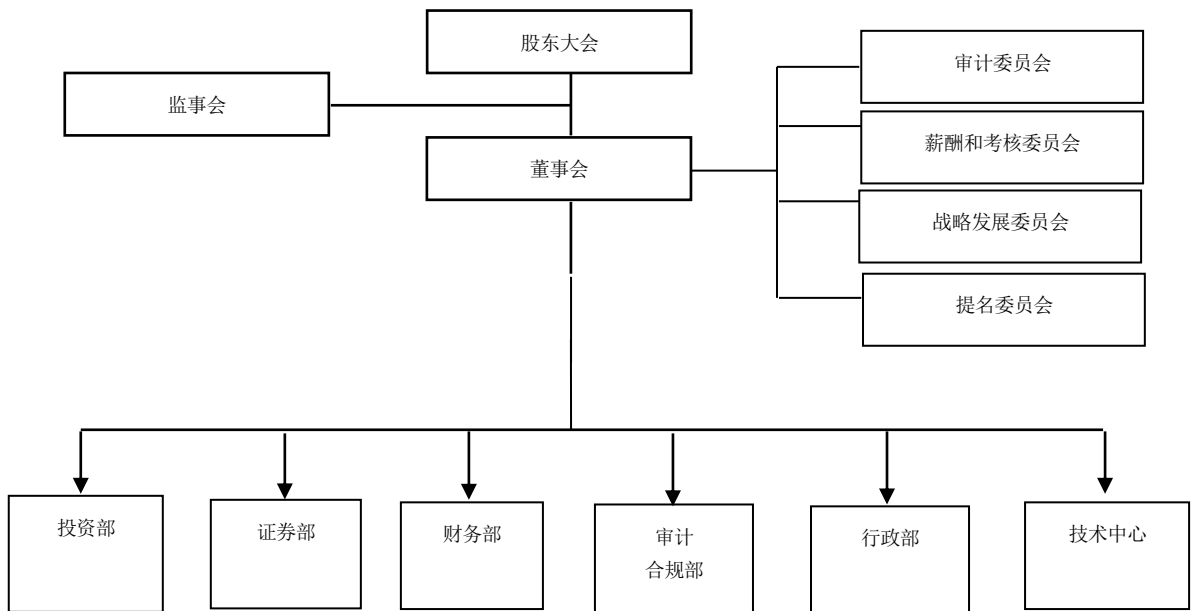 股东大会
监事会
董事会
审计委员会
薪酬和考核委员会
战略发展委员会
提名委员会
投资部
证券部
财务部
审计
合规部
行政部
技术中心